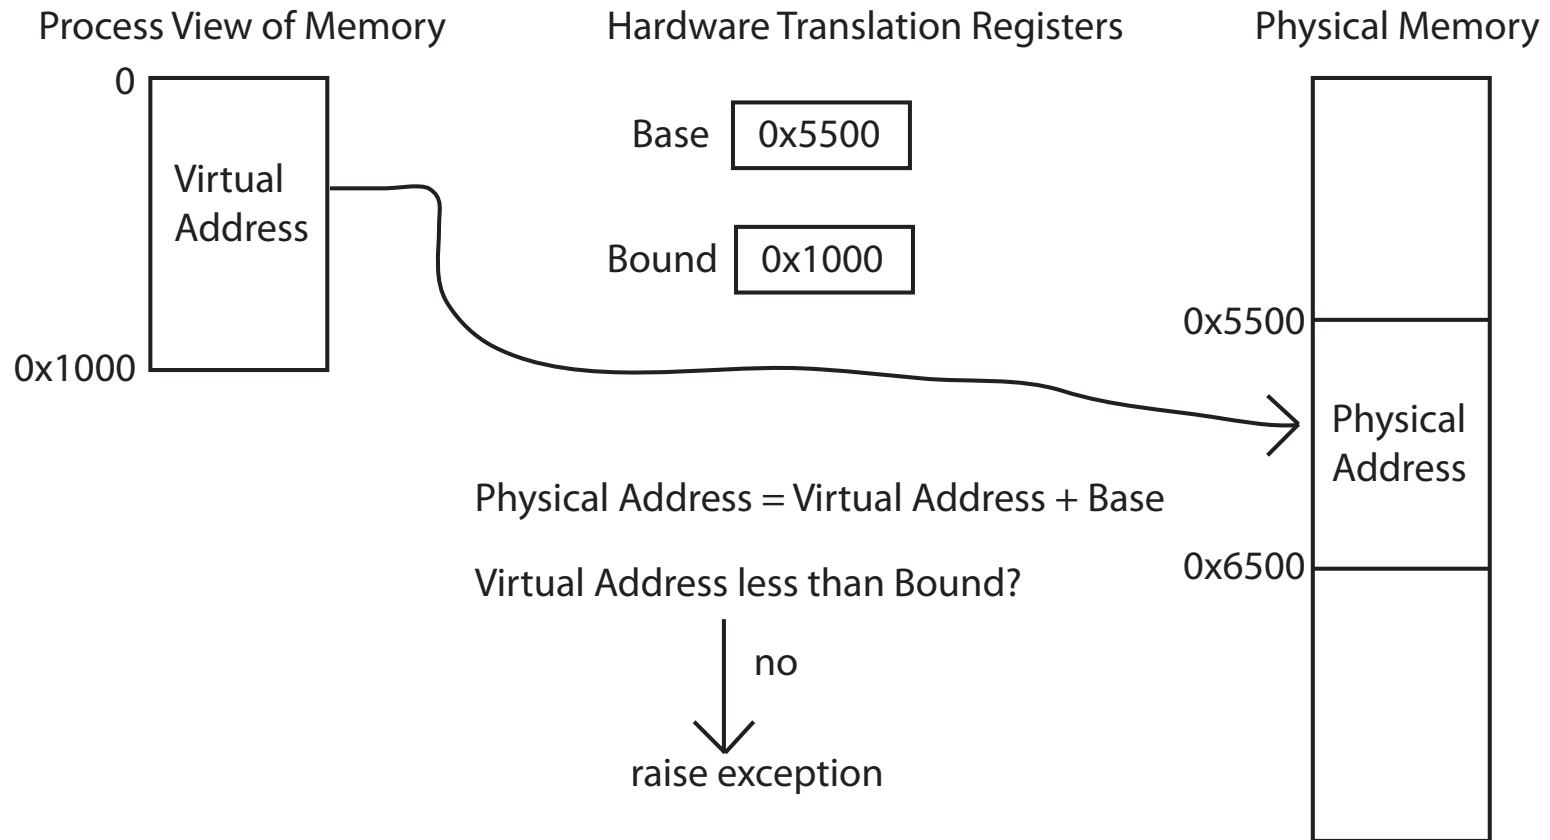 Process View of Memory
Hardware Translation Registers
Physical Memory
0
Virtual
Address
0x1000
Base
0x5500
Bound
0x1000
0x5500
Physical
Address
0x6500
Physical Address = Virtual Address + Base
Virtual Address less than Bound?
no
raise exception